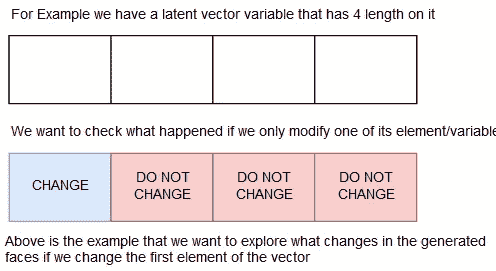 For Example we have a latent vector variable that has 4 length on it
We want to check what happened if we only modify one of its element/variable
CHANGE
DO NOT
CHANGE
DO NOT
CHANGE
DO NOT
CHANGE
Above is the example that we want to explore what changes in the generated
faces if we change the first element of the vector